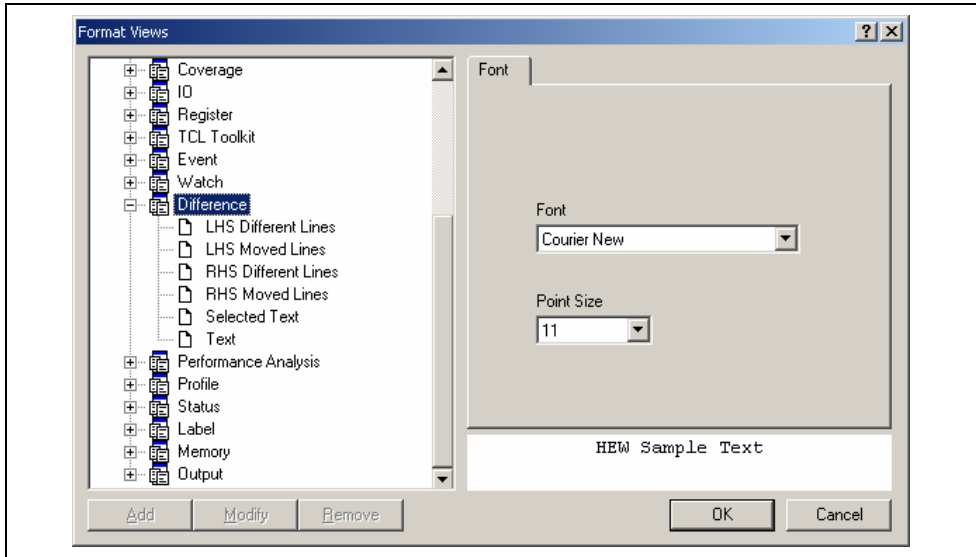 Format Views
Coverage
IO
Register
TCL Toolkit
Event
Watch
Difference
LHS Different Lines
LHS Moved Lines
RHS Different Lines
RHS Moved Lines
Selected Text
Text
Performance Analysis
Profile
Status
Label
Memory
Output
Font
Font
Courier New
Point Size
11
HEW Sample Text
Add
Modify
Remove
OK
Cancel